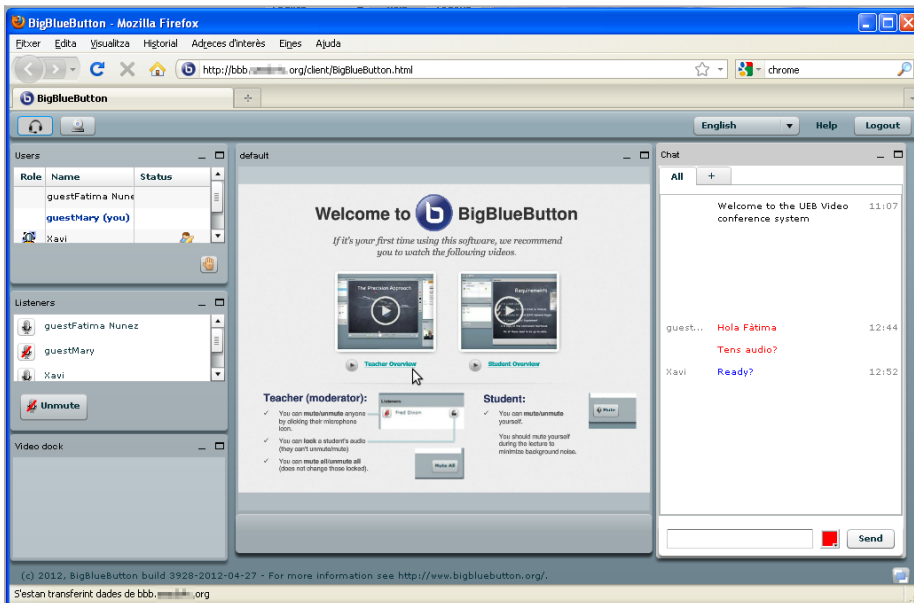 BigBlueButton - Mozilla Firefox
Fitxer Edita Visualitza Historial Adreces d'interès Eines Ajuda
http://bbb. .org/client/BigBlueButton.html
chrome
BigBlueButton
English Help Logout
Users
Role Name Status
guestFatima Nune
guestMary (you)
Xavi
Listeners
guestFatima Nunez
guestMary
Xavi
Unmute
Video dock
default
Welcome to b BigBlueButton
If it's your first time using this software, we recommend
you to watch the following videos.
The Precision Approach
Requirements
Teacher Overview
Student Overview
Teacher (moderator):
✓ You can mute/unmute anyone
by clicking their microphone
icon.
✓ You can lock a student's audio
(they can't unmute/mute)
✓ You can mute all/unmute all
(does not change those locked).
Listeners
Fred Dixon
Mute All
Student:
✓ You can mute/unmute
yourself.
You should mute yourself
during the lecture to
minimize background noise.
Mute
Chat
All +
Welcome to the UEB Video 11:07
conference system
guest... Hola Fàtima 12:44
Tens audio?
Xavi Ready? 12:52
Send
(c) 2012, BigBlueButton build 3928-2012-04-27 - For more information see http://www.bigbluebutton.org/.
S'estan transferint dades de bbb. .org